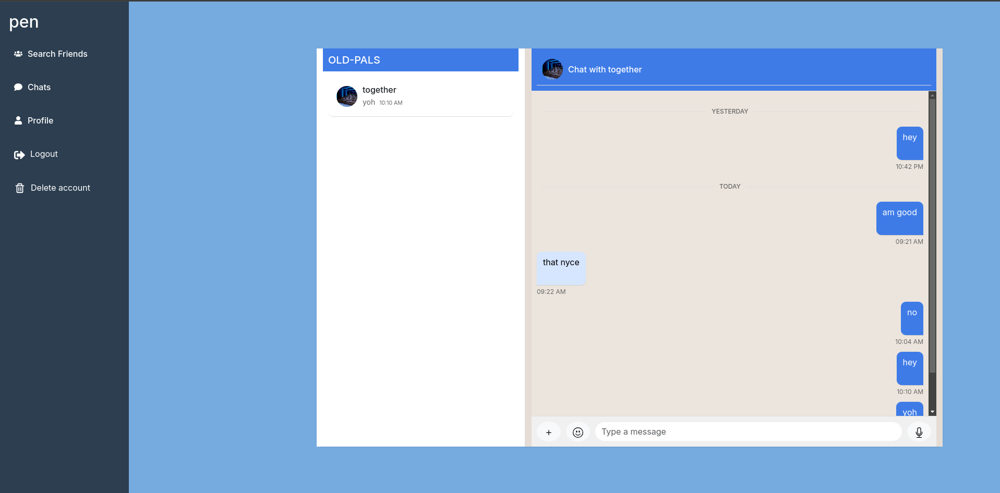 pen
Search Friends
Chats
Profile
Logout
Delete account
OLD-PALS
together
yoh 10:10 AM
Chat with together
YESTERDAY
hey
10:42 PM
TODAY
am good
09:21 AM
that nyce
09:22 AM
no
10:04 AM
hey
10:10 AM
yoh
+
Type a message